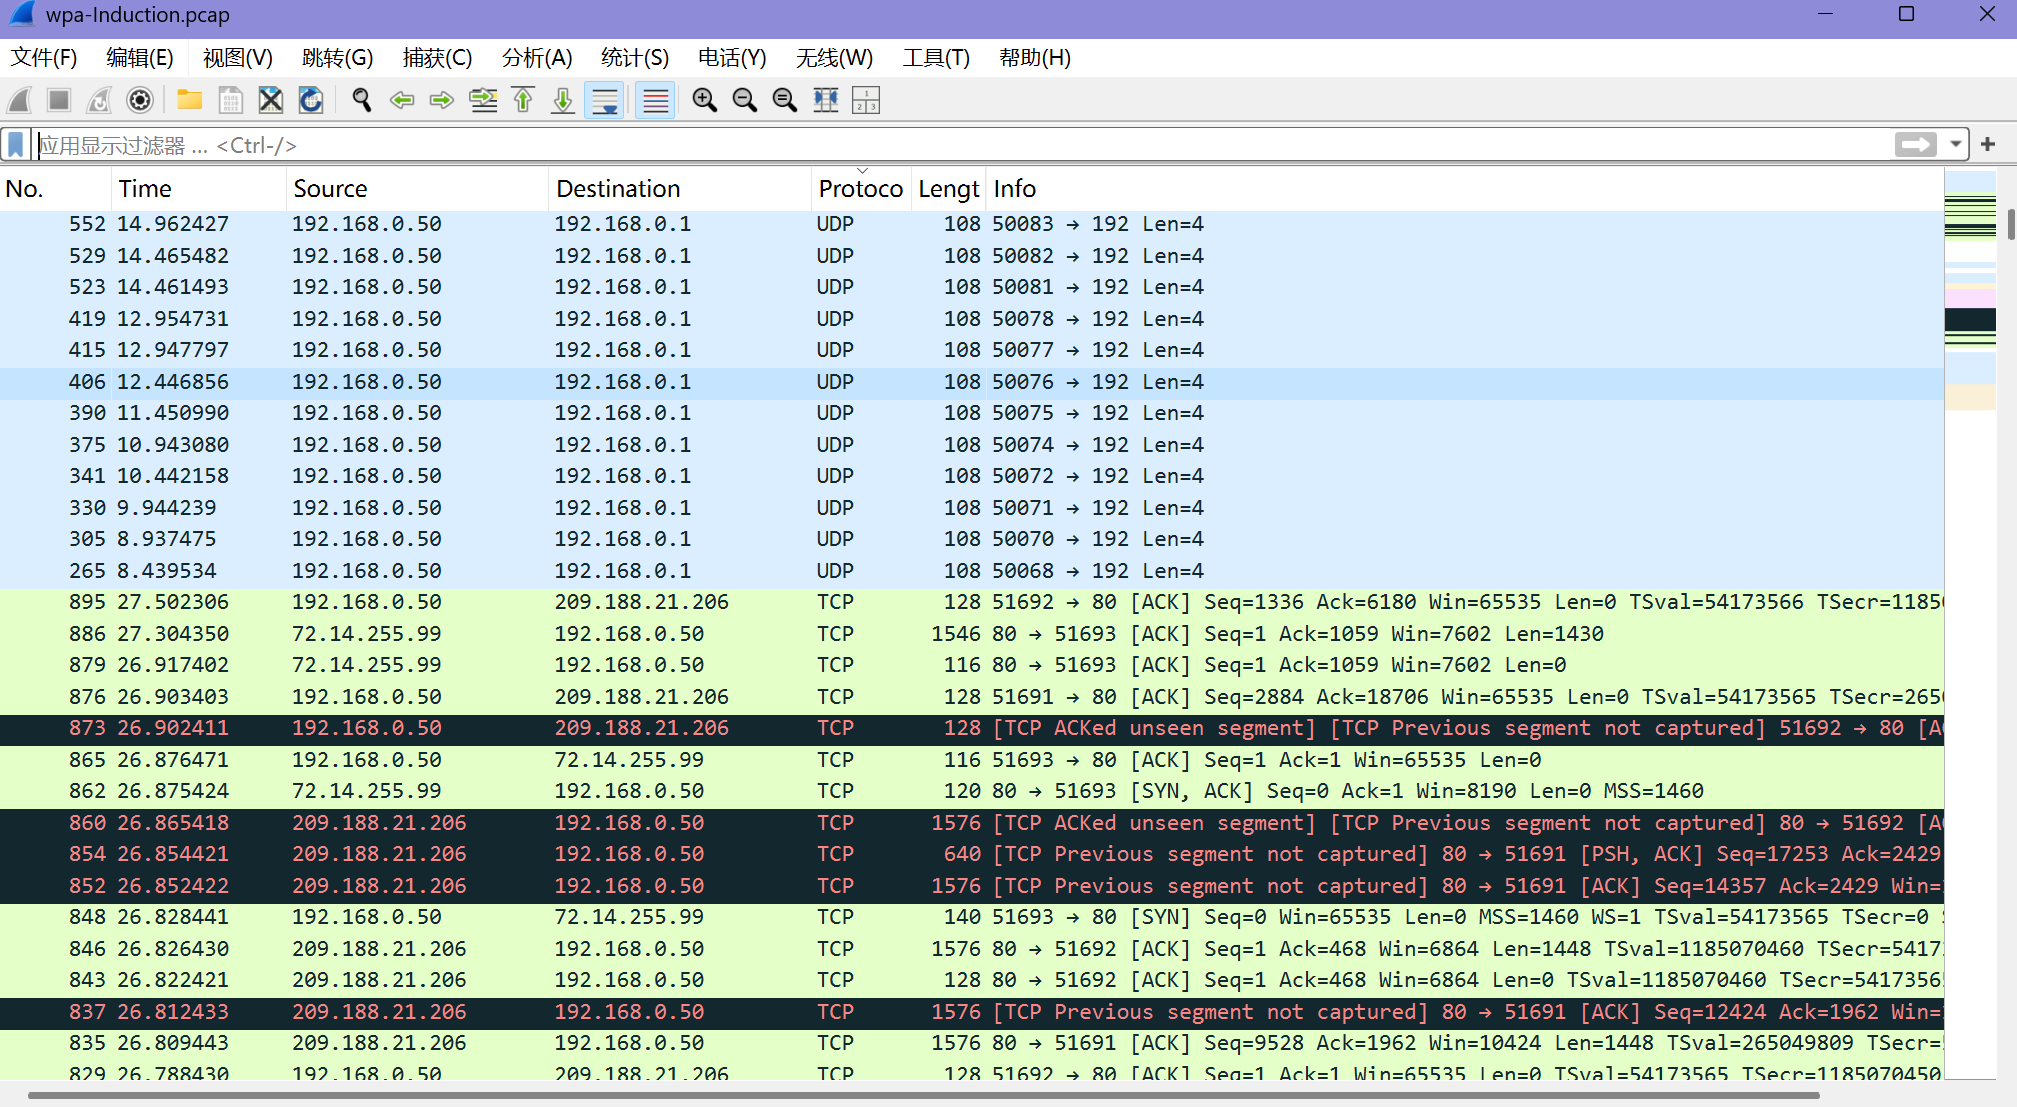 wpa-Induction.pcap
文件(F) 编辑(E) 视图(V) 跳转(G) 捕获(C) 分析(A) 统计(S) 电话(Y) 无线(W) 工具(T) 帮助(H)
应用显示过滤器 … <Ctrl-/>
No. Time Source Destination Protoco Lengt Info
552 14.962427 192.168.0.50 192.168.0.1 UDP 108 50083 → 192 Len=4
529 14.465482 192.168.0.50 192.168.0.1 UDP 108 50082 → 192 Len=4
523 14.461493 192.168.0.50 192.168.0.1 UDP 108 50081 → 192 Len=4
419 12.954731 192.168.0.50 192.168.0.1 UDP 108 50078 → 192 Len=4
415 12.947797 192.168.0.50 192.168.0.1 UDP 108 50077 → 192 Len=4
406 12.446856 192.168.0.50 192.168.0.1 UDP 108 50076 → 192 Len=4
390 11.450990 192.168.0.50 192.168.0.1 UDP 108 50075 → 192 Len=4
375 10.943080 192.168.0.50 192.168.0.1 UDP 108 50074 → 192 Len=4
341 10.442158 192.168.0.50 192.168.0.1 UDP 108 50072 → 192 Len=4
330 9.944239 192.168.0.50 192.168.0.1 UDP 108 50071 → 192 Len=4
305 8.937475 192.168.0.50 192.168.0.1 UDP 108 50070 → 192 Len=4
265 8.439534 192.168.0.50 192.168.0.1 UDP 108 50068 → 192 Len=4
895 27.502306 192.168.0.50 209.188.21.206 TCP 128 51692 → 80 [ACK] Seq=1336 Ack=6180 Win=65535 Len=0 TSval=54173566 TSecr=1185
886 27.304350 72.14.255.99 192.168.0.50 TCP 1546 80 → 51693 [ACK] Seq=1 Ack=1059 Win=7602 Len=1430
879 26.917402 72.14.255.99 192.168.0.50 TCP 116 80 → 51693 [ACK] Seq=1 Ack=1059 Win=7602 Len=0
876 26.903403 192.168.0.50 209.188.21.206 TCP 128 51691 → 80 [ACK] Seq=2884 Ack=18706 Win=65535 Len=0 TSval=54173565 TSecr=265
873 26.902411 192.168.0.50 209.188.21.206 TCP 128 [TCP ACKed unseen segment] [TCP Previous segment not captured] 51692 → 80 [A
865 26.876471 192.168.0.50 72.14.255.99 TCP 116 51693 → 80 [ACK] Seq=1 Ack=1 Win=65535 Len=0
862 26.875424 72.14.255.99 192.168.0.50 TCP 120 80 → 51693 [SYN, ACK] Seq=0 Ack=1 Win=8190 Len=0 MSS=1460
860 26.865418 209.188.21.206 192.168.0.50 TCP 1576 [TCP ACKed unseen segment] [TCP Previous segment not captured] 80 → 51692 [A
854 26.854421 209.188.21.206 192.168.0.50 TCP 640 [TCP Previous segment not captured] 80 → 51691 [PSH, ACK] Seq=17253 Ack=2429
852 26.852422 209.188.21.206 192.168.0.50 TCP 1576 [TCP Previous segment not captured] 80 → 51691 [ACK] Seq=14357 Ack=2429 Win=
848 26.828441 192.168.0.50 72.14.255.99 TCP 140 51693 → 80 [SYN] Seq=0 Win=65535 Len=0 MSS=1460 WS=1 TSval=54173565 TSecr=0
846 26.826430 209.188.21.206 192.168.0.50 TCP 1576 80 → 51692 [ACK] Seq=1 Ack=468 Win=6864 Len=1448 TSval=1185070460 TSecr=5417
843 26.822421 209.188.21.206 192.168.0.50 TCP 128 80 → 51692 [ACK] Seq=1 Ack=468 Win=6864 Len=0 TSval=1185070460 TSecr=5417356
837 26.812433 209.188.21.206 192.168.0.50 TCP 1576 [TCP Previous segment not captured] 80 → 51691 [ACK] Seq=12424 Ack=1962 Win=
835 26.809443 209.188.21.206 192.168.0.50 TCP 1576 80 → 51691 [ACK] Seq=9528 Ack=1962 Win=10424 Len=1448 TSval=265049809 TSecr=
829 26.788430 192.168.0.50 209.188.21.206 TCP 128 51692 → 80 [ACK] Seq=1 Ack=1 Win=65535 Len=0 TSval=54173565 TSecr=1185070450